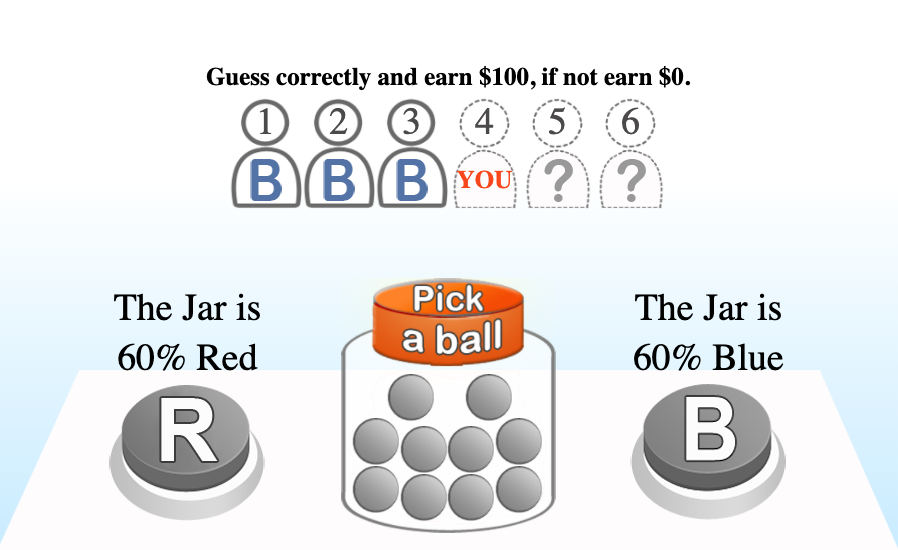 Guess correctly and earn $100, if not earn $0.
1 2 3 4 5 6
B B B YOU ? ?
The Jar is
60% Red
Pick
a ball
The Jar is
60% Blue
R
B